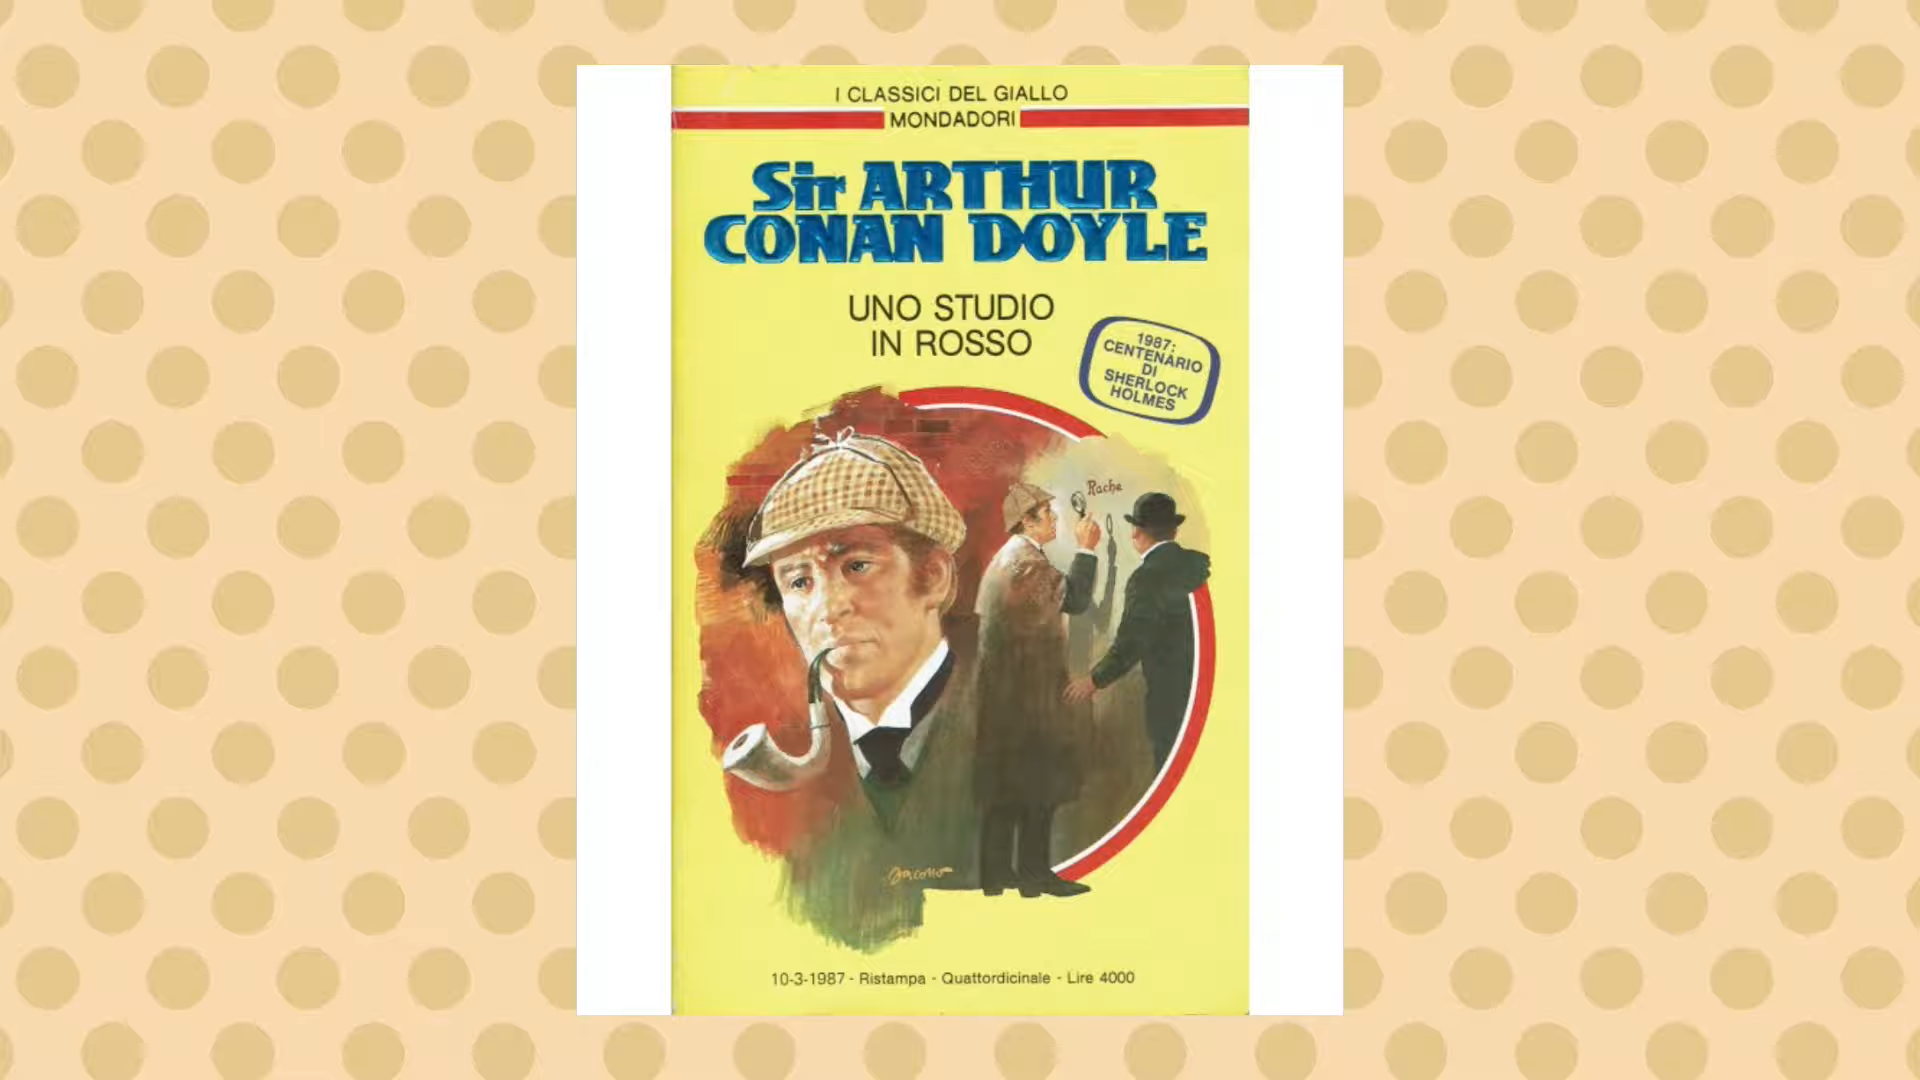 I CLASSICI DEL GIALLO
MONDADORI
Sir ARTHUR
CONAN DOYLE
UNO STUDIO
IN ROSSO
1987:
CENTENARIO
DI
SHERLOCK
HOLMES
Rache
Jacono
10-3-1987 - Ristampa - Quattordicinale - Lire 4000